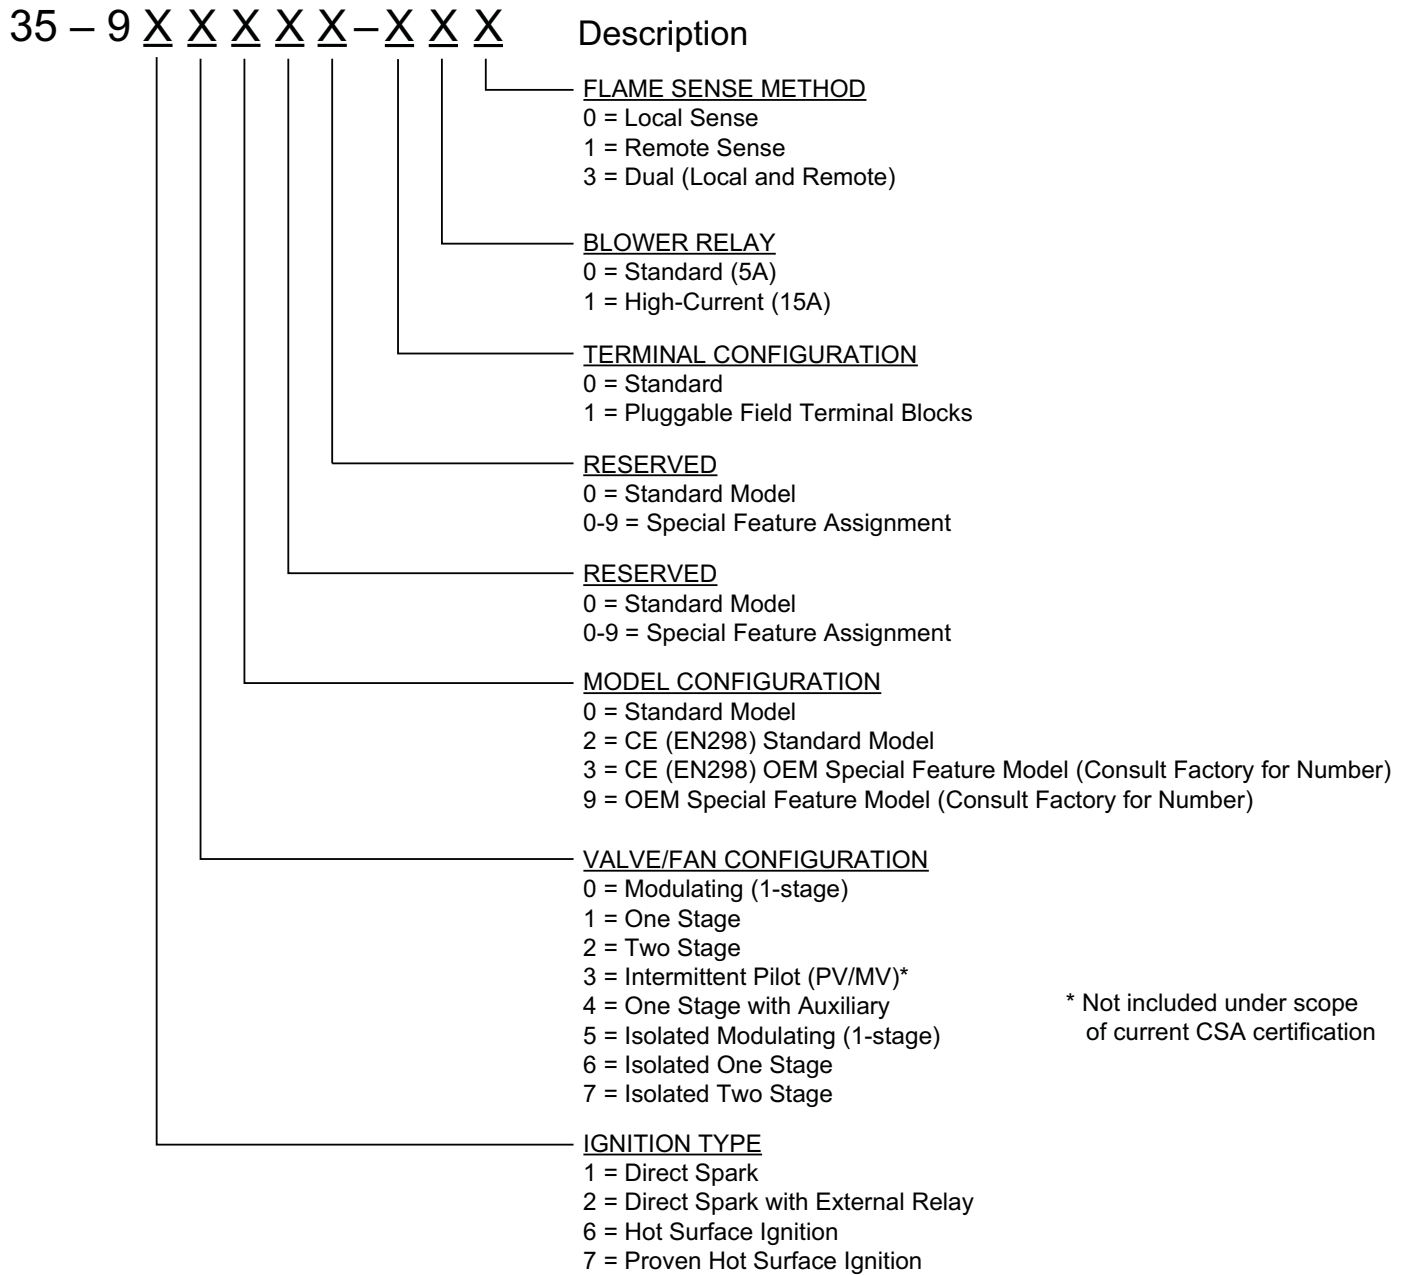 35 – 9 X X X X X – X X X Description
FLAME SENSE METHOD
0 = Local Sense
1 = Remote Sense
3 = Dual (Local and Remote)
BLOWER RELAY
0 = Standard (5A)
1 = High-Current (15A)
TERMINAL CONFIGURATION
0 = Standard
1 = Pluggable Field Terminal Blocks
RESERVED
0 = Standard Model
0-9 = Special Feature Assignment
RESERVED
0 = Standard Model
0-9 = Special Feature Assignment
MODEL CONFIGURATION
0 = Standard Model
2 = CE (EN298) Standard Model
3 = CE (EN298) OEM Special Feature Model (Consult Factory for Number)
9 = OEM Special Feature Model (Consult Factory for Number)
VALVE/FAN CONFIGURATION
0 = Modulating (1-stage)
1 = One Stage
2 = Two Stage
3 = Intermittent Pilot (PV/MV)*
4 = One Stage with Auxiliary
5 = Isolated Modulating (1-stage)
6 = Isolated One Stage
7 = Isolated Two Stage
* Not included under scope
of current CSA certification
IGNITION TYPE
1 = Direct Spark
2 = Direct Spark with External Relay
6 = Hot Surface Ignition
7 = Proven Hot Surface Ignition